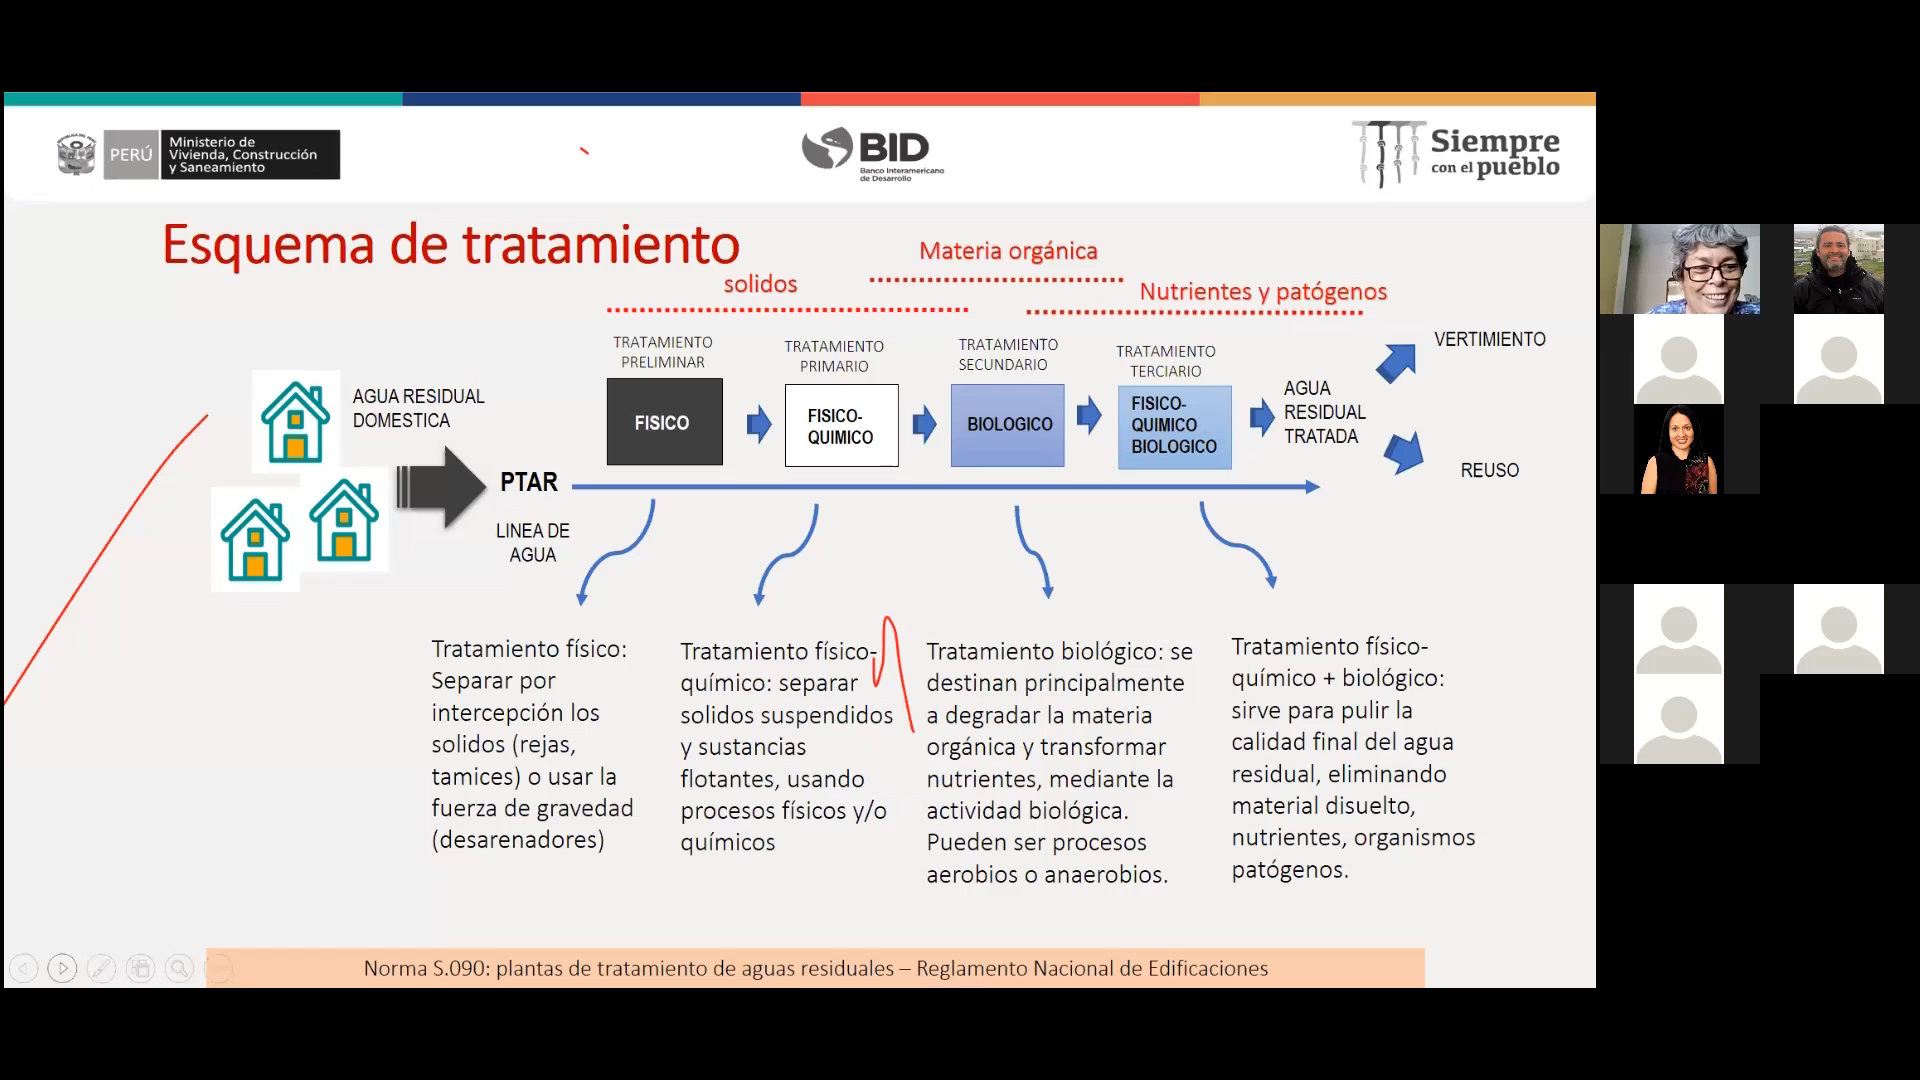 PERÚ
Ministerio de
Vivienda, Construcción
y Saneamiento
BID
Banco Interamericano
de Desarrollo
Siempre
con el pueblo
Esquema de tratamiento
solidos
Materia orgánica
Nutrientes y patógenos
AGUA RESIDUAL
DOMESTICA
PTAR
LINEA DE
AGUA
TRATAMIENTO
PRELIMINAR
FISICO
TRATAMIENTO
PRIMARIO
FISICO-
QUIMICO
TRATAMIENTO
SECUNDARIO
BIOLOGICO
TRATAMIENTO
TERCIARIO
FISICO-
QUIMICO
BIOLOGICO
AGUA
RESIDUAL
TRATADA
VERTIMIENTO
REUSO
Tratamiento físico:
Separar por
intercepción los
solidos (rejas,
tamices) o usar la
fuerza de gravedad
(desarenadores)
Tratamiento físico-
químico: separar
solidos suspendidos
y sustancias
flotantes, usando
procesos físicos y/o
químicos
Tratamiento biológico: se
destinan principalmente
a degradar la materia
orgánica y transformar
nutrientes, mediante la
actividad biológica.
Pueden ser procesos
aerobios o anaerobios.
Tratamiento físico-
químico + biológico:
sirve para pulir la
calidad final del agua
residual, eliminando
material disuelto,
nutrientes, organismos
patógenos.
Norma S.090: plantas de tratamiento de aguas residuales – Reglamento Nacional de Edificaciones